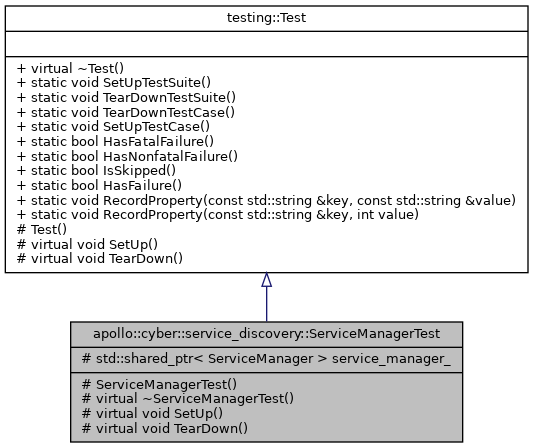 testing::Test
+ virtual ~Test()
+ static void SetUpTestSuite()
+ static void TearDownTestSuite()
+ static void TearDownTestCase()
+ static void SetUpTestCase()
+ static bool HasFatalFailure()
+ static bool HasNonfatalFailure()
+ static bool IsSkipped()
+ static bool HasFailure()
+ static void RecordProperty(const std::string &key, const std::string &value)
+ static void RecordProperty(const std::string &key, int value)
# Test()
# virtual void SetUp()
# virtual void TearDown()
apollo::cyber::service_discovery::ServiceManagerTest
# std::shared_ptr< ServiceManager > service_manager_
# ServiceManagerTest()
# virtual ~ServiceManagerTest()
# virtual void SetUp()
# virtual void TearDown()